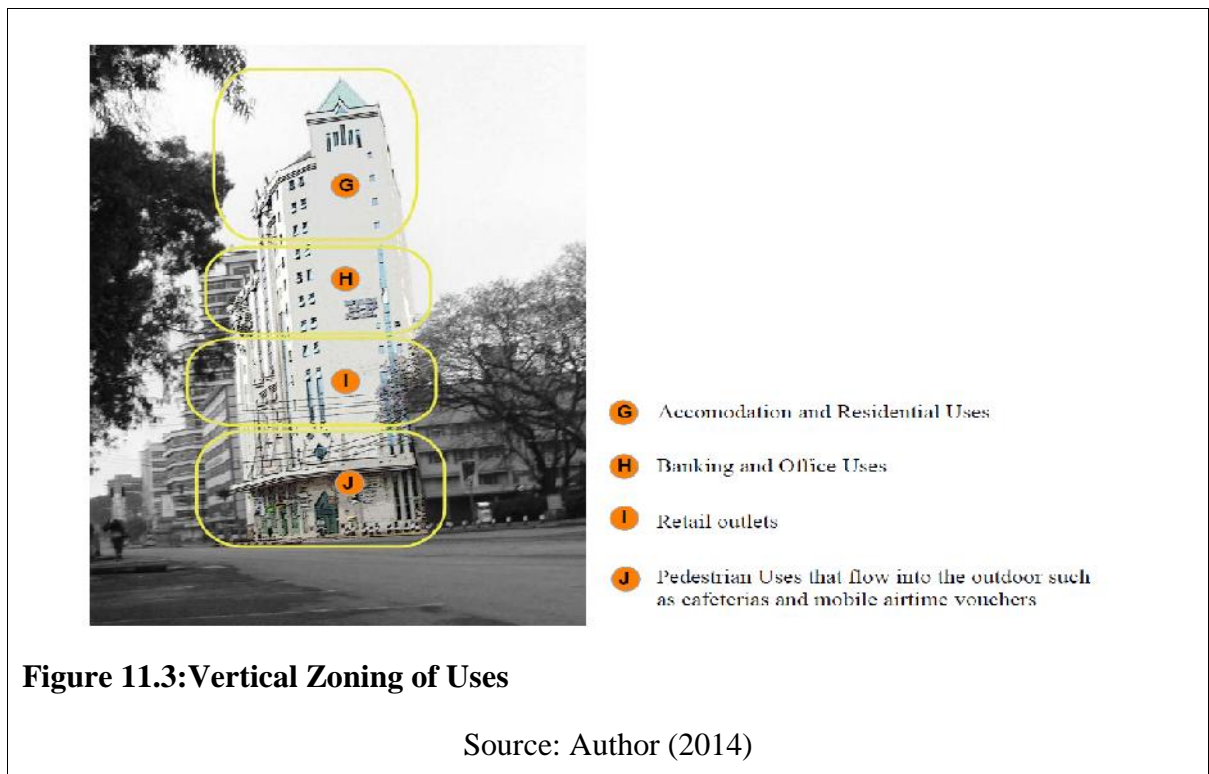 G
H
I
J
G Accomodation and Residential Uses
H Banking and Office Uses
I Retail outlets
J Pedestrian Uses that flow into the outdoor such
as cafeterias and mobile airtime vouchers
Figure 11.3:Vertical Zoning of Uses
Source: Author (2014)